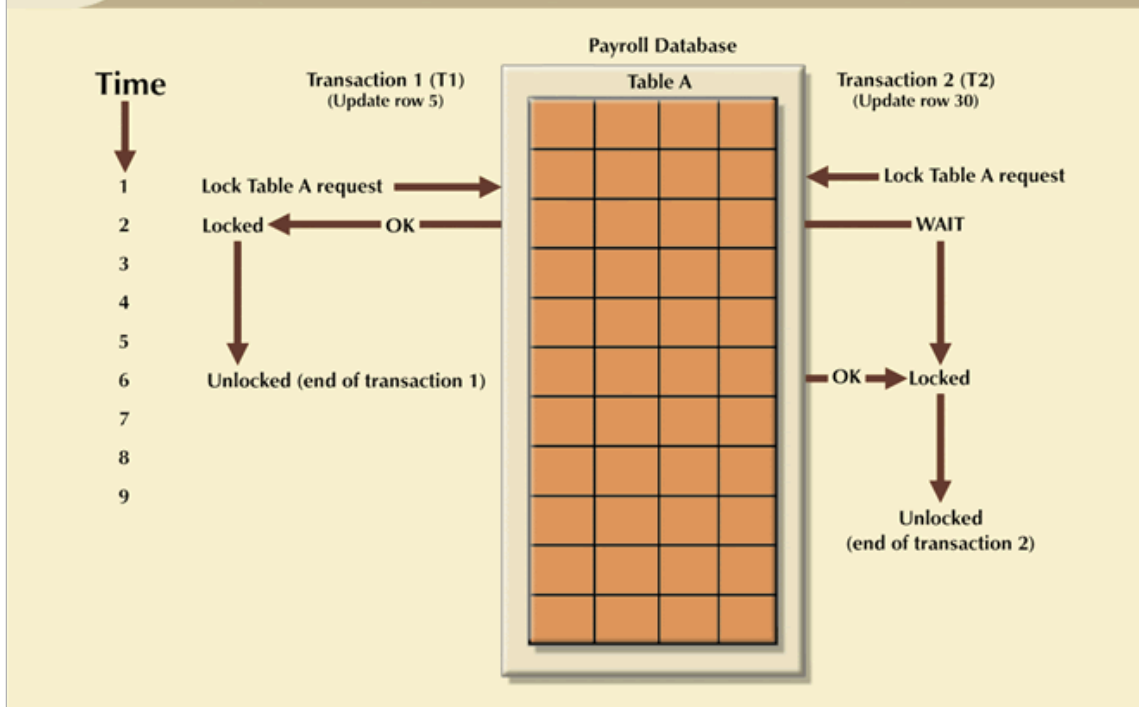 Payroll Database
Time
Transaction 1 (T1)
(Update row 5)
Table A
Transaction 2 (T2)
(Update row 30)
1
Lock Table A request
Lock Table A request
2
Locked
OK
WAIT
3
4
5
6
Unlocked (end of transaction 1)
OK
Locked
7
8
9
Unlocked
(end of transaction 2)